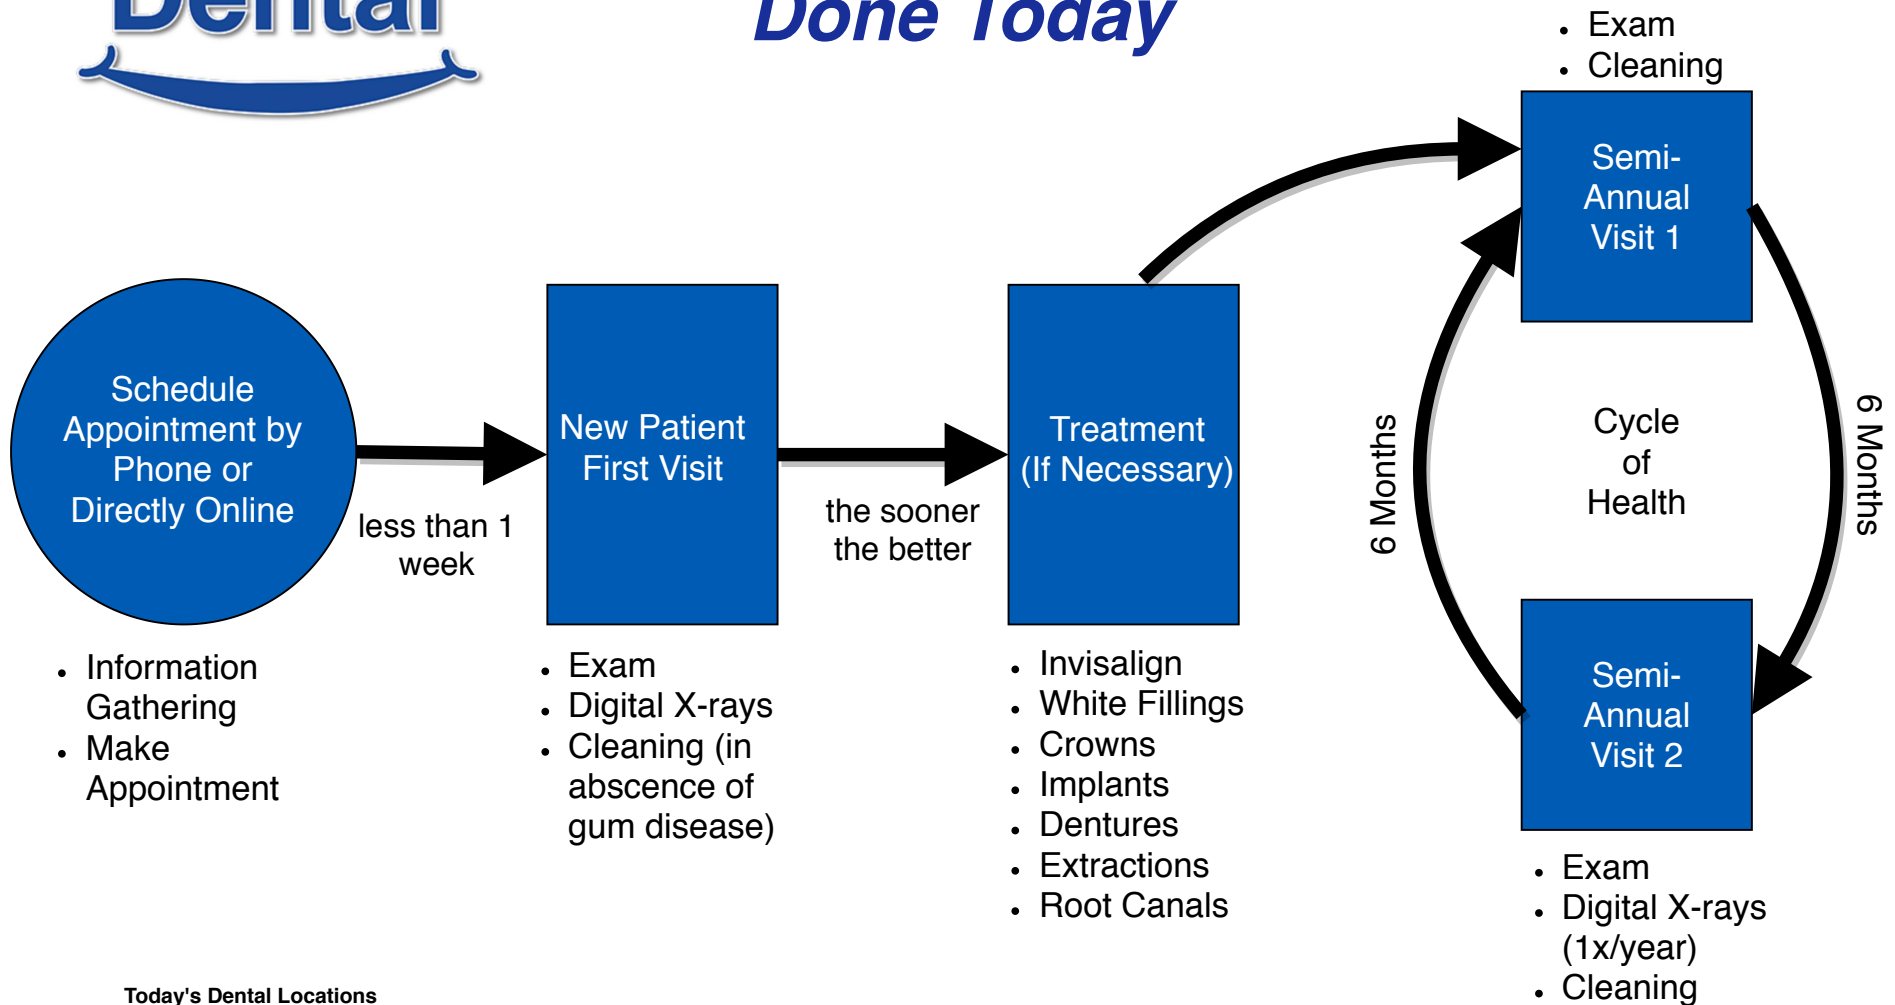 Dental
Done Today
• Exam
• Cleaning
Semi-
Annual
Visit 1
Schedule
Appointment by
Phone or
Directly Online
less than 1
week
New Patient
First Visit
the sooner
the better
Treatment
(If Necessary)
6 Months
Cycle
of
Health
6 Months
Semi-
Annual
Visit 2
• Information
Gathering
• Make
Appointment
• Exam
• Digital X-rays
• Cleaning (in
abscence of
gum disease)
• Invisalign
• White Fillings
• Crowns
• Implants
• Dentures
• Extractions
• Root Canals
• Exam
• Digital X-rays
(1x/year)
• Cleaning
Today's Dental Locations